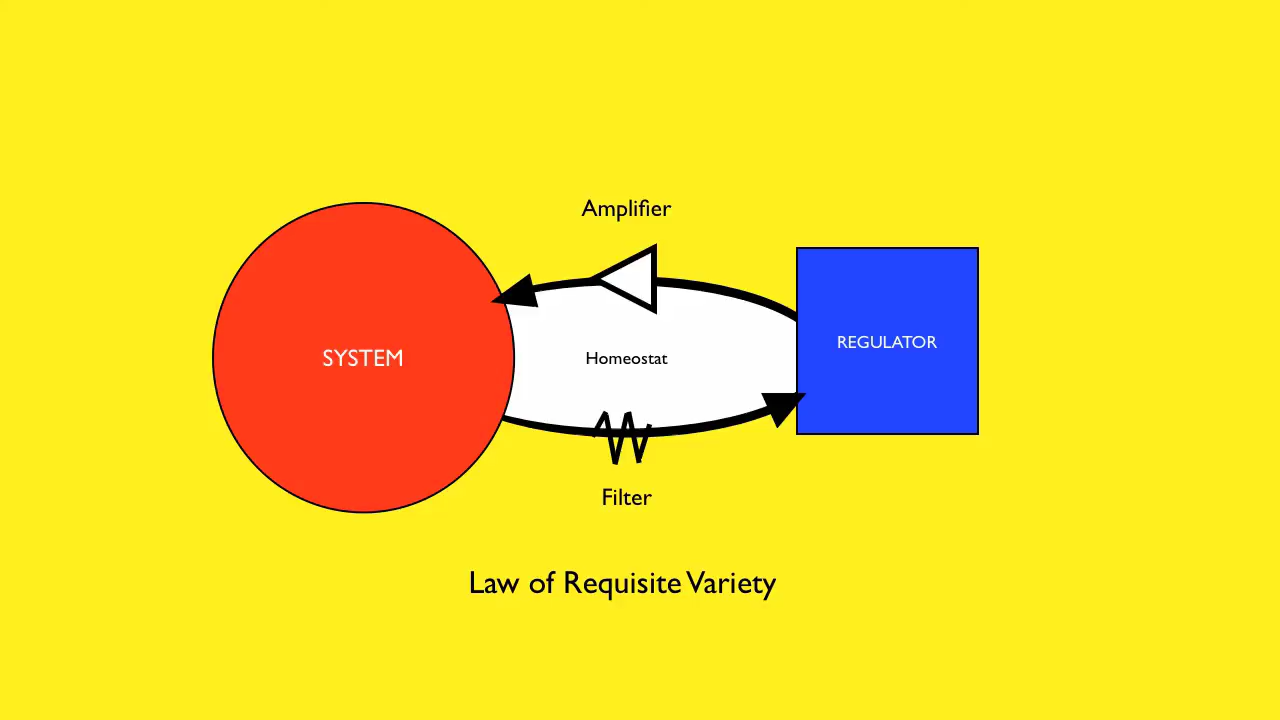 Amplifier
SYSTEM
Homeostat
REGULATOR
Filter
Law of Requisite Variety